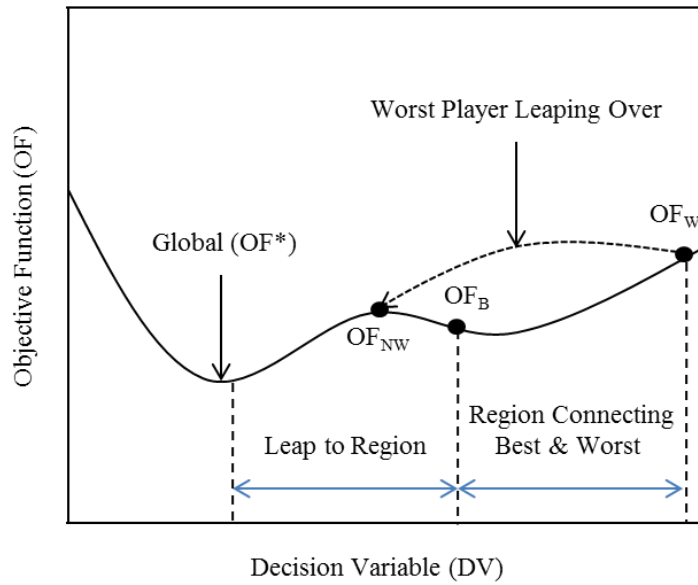 Worst Player Leaping Over
OF_W
Global (OF*)
OF_B
OF_NW
Region Connecting
Best & Worst
Leap to Region
Objective Function (OF)
Decision Variable (DV)